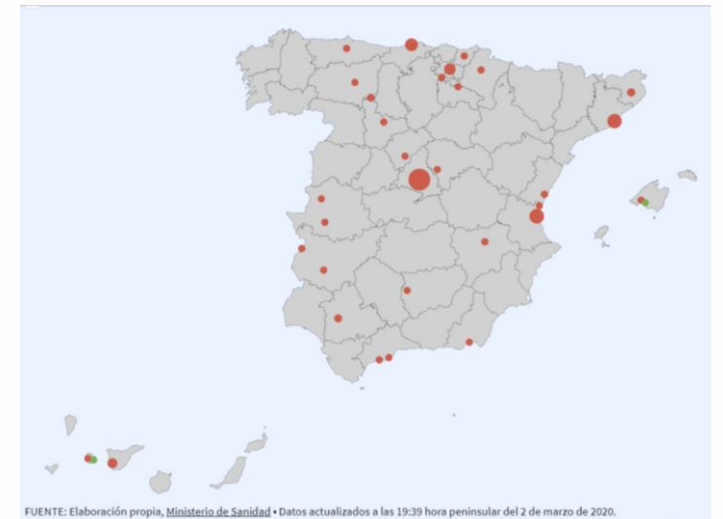 FUENTE: Elaboración propia, Ministerio de Sanidad • Datos actualizados a las 19:39 hora peninsular del 2 de marzo de 2020.